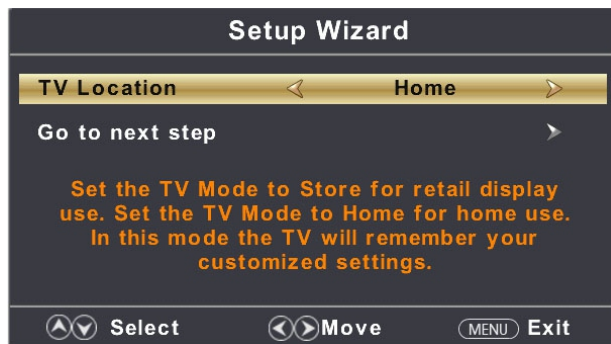 Setup Wizard
TV Location Home
Go to next step
Set the TV Mode to Store for retail display
use. Set the TV Mode to Home for home use.
In this mode the TV will remember your
customized settings.
Select Move MENU Exit